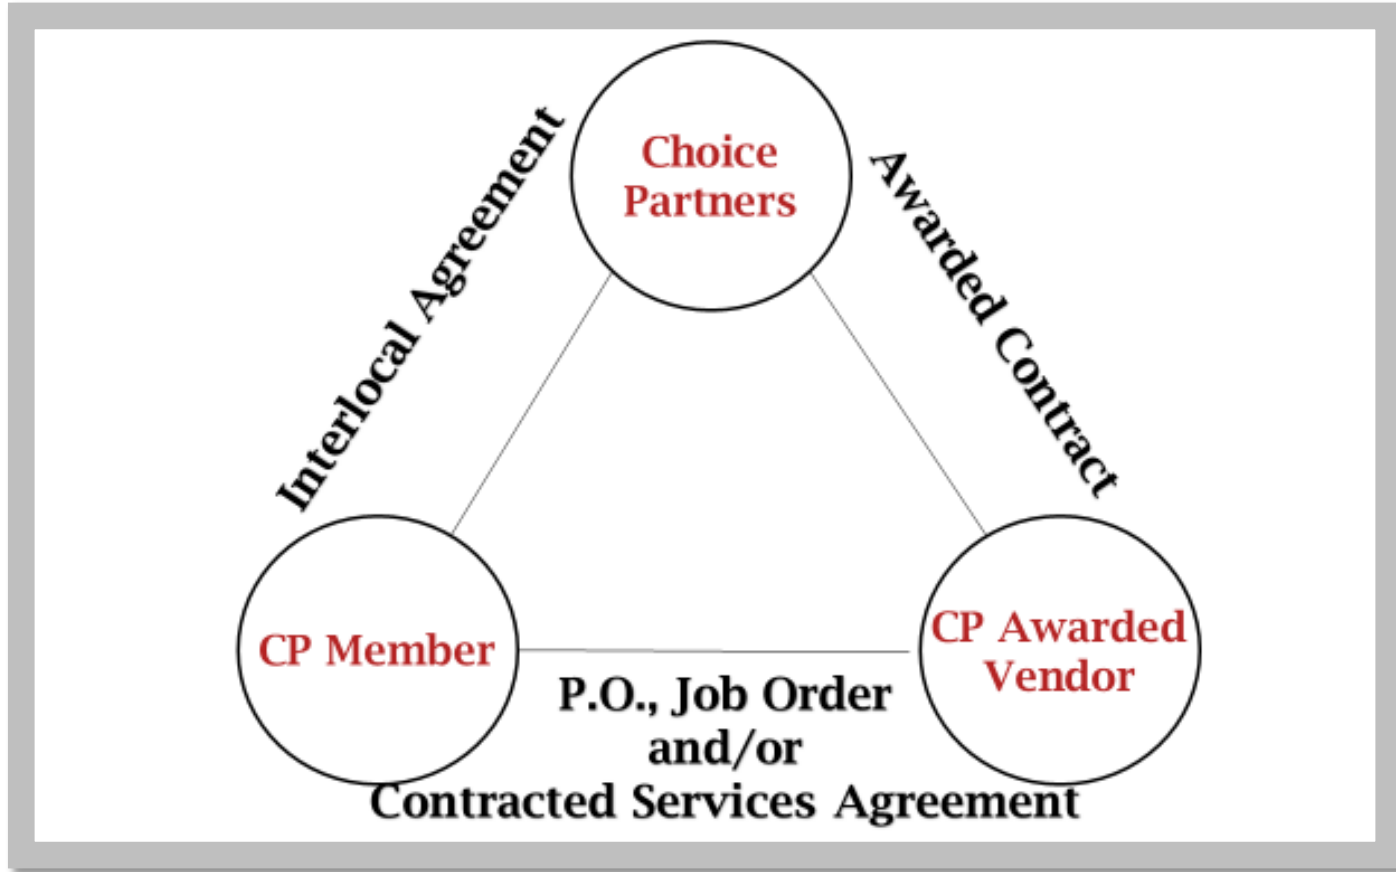 Choice
Partners
Interlocal Agreement
Awarded Contract
CP Member
CP Awarded
Vendor
P.O., Job Order
and/or
Contracted Services Agreement